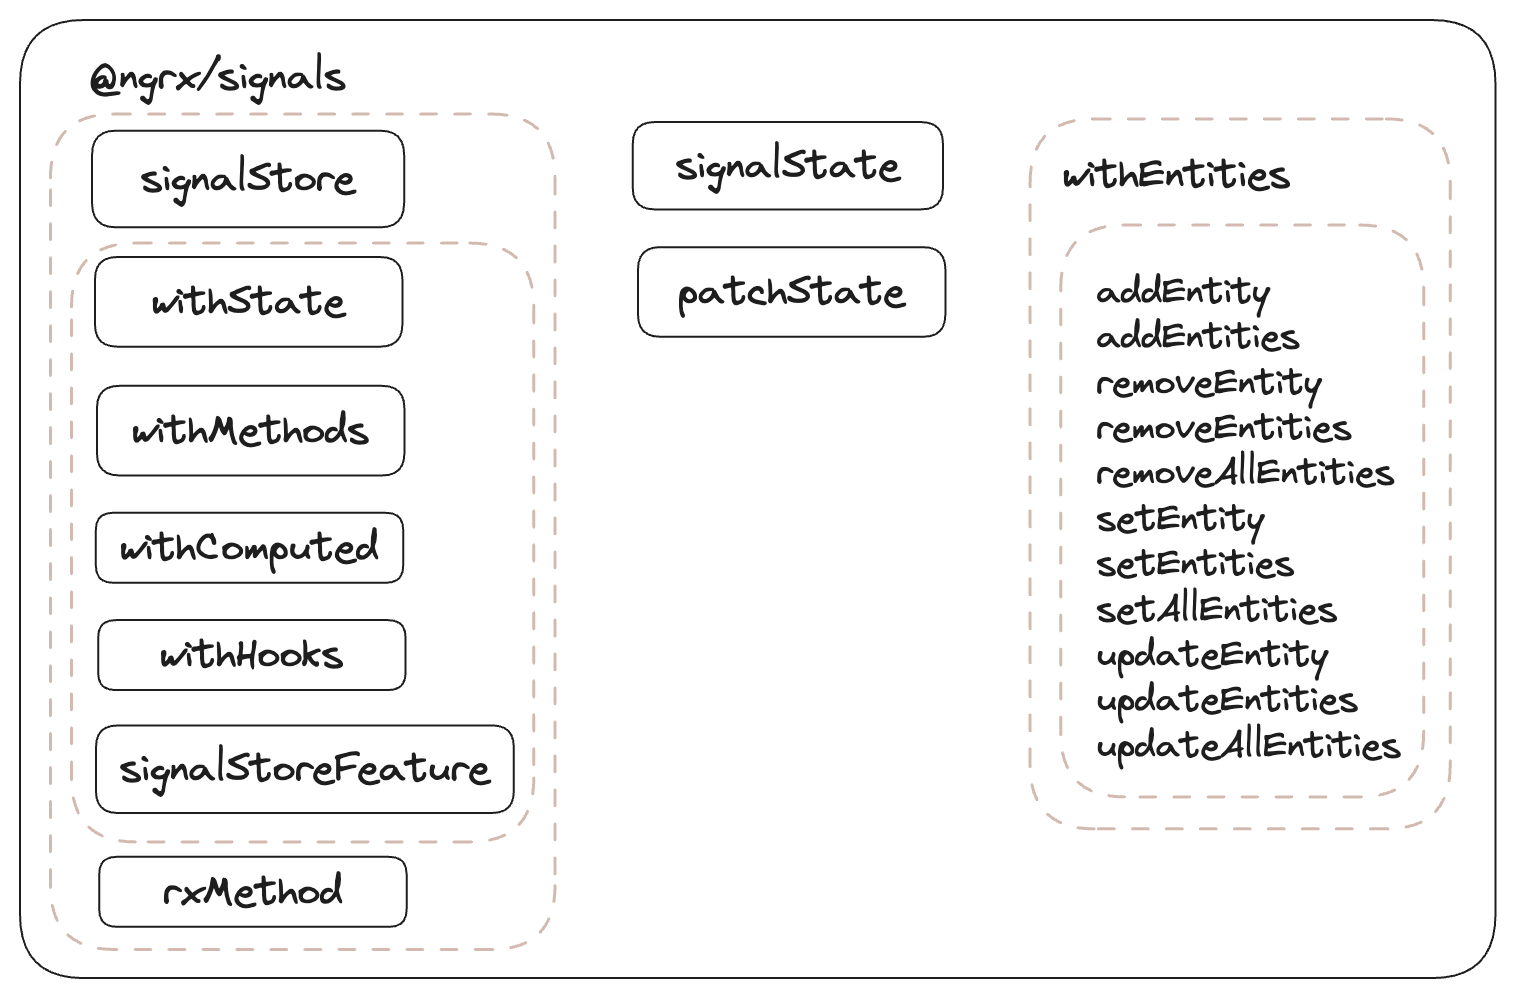 @ngrx/signals
signalStore
withState
withMethods
withComputed
withHooks
signalStoreFeature
rxMethod
signalState
patchState
withEntities
addEntity
addEntities
removeEntity
removeEntities
removeAllEntities
setEntity
setEntities
setAllEntities
updateEntity
updateEntities
updateAllEntities